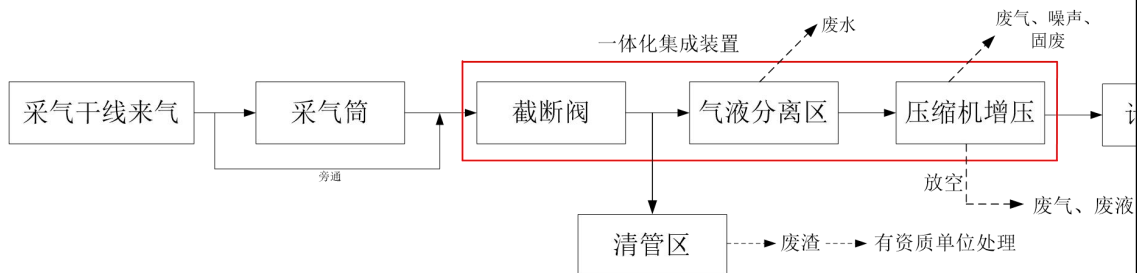 废气、噪声、
固废
废水
一体化集成装置
采气干线来气
采气筒
截断阀
气液分离区
压缩机增压
旁通
放空
废气、废液
清管区
废渣
有资质单位处理